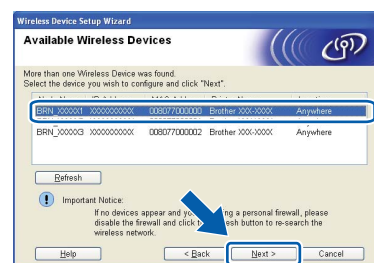 Wireless Device Setup Wizard
Available Wireless Devices
More than one Wireless Device was found.
Select the device you wish to configure and click "Next".
BRN_XXXXX1 XXXXXXXXXX 008077000000 Brother XXX-XXXX Anywhere
BRN_XXXXX3 XXXXXXXXXX 008077000002 Brother XXX-XXXX Anywhere
Refresh
Important Notice:
If no devices appear and you ng a personal firewall, please
disable the firewall and click t esh button to re-search the
wireless network.
Help
< Back
Next >
Cancel